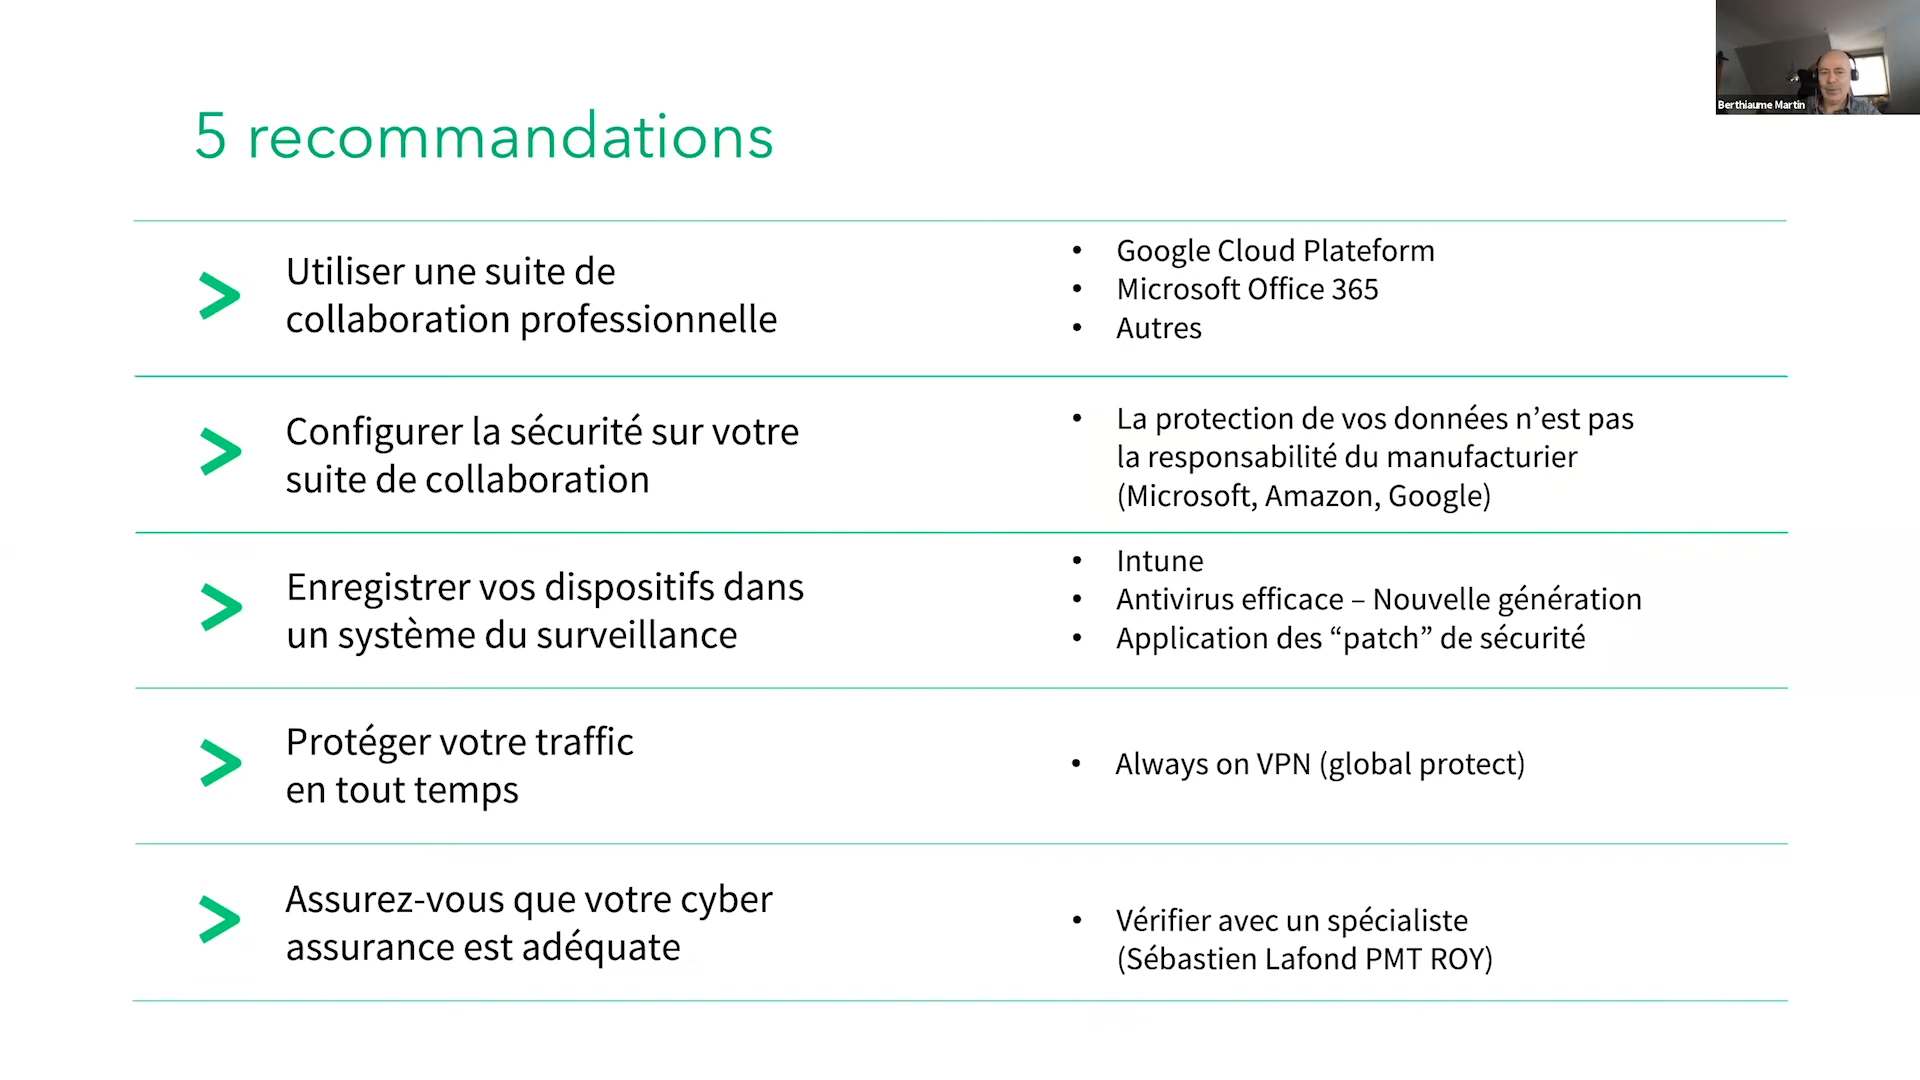 Berthiaume Martin
5 recommandations
>
Utiliser une suite de
collaboration professionnelle
• Google Cloud Plateform
• Microsoft Office 365
• Autres
>
Configurer la sécurité sur votre
suite de collaboration
• La protection de vos données n’est pas
la responsabilité du manufacturier
(Microsoft, Amazon, Google)
>
Enregistrer vos dispositifs dans
un système du surveillance
• Intune
• Antivirus efficace – Nouvelle génération
• Application des “patch” de sécurité
>
Protéger votre traffic
en tout temps
• Always on VPN (global protect)
>
Assurez-vous que votre cyber
assurance est adéquate
• Vérifier avec un spécialiste
(Sébastien Lafond PMT ROY)